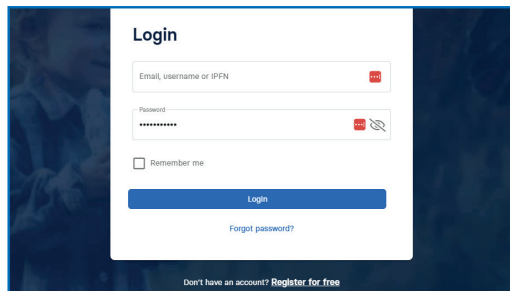 Login
Email, username or IPFN
Password
•••••••••••
Remember me
Login
Forgot password?
Don't have an account? Register for free